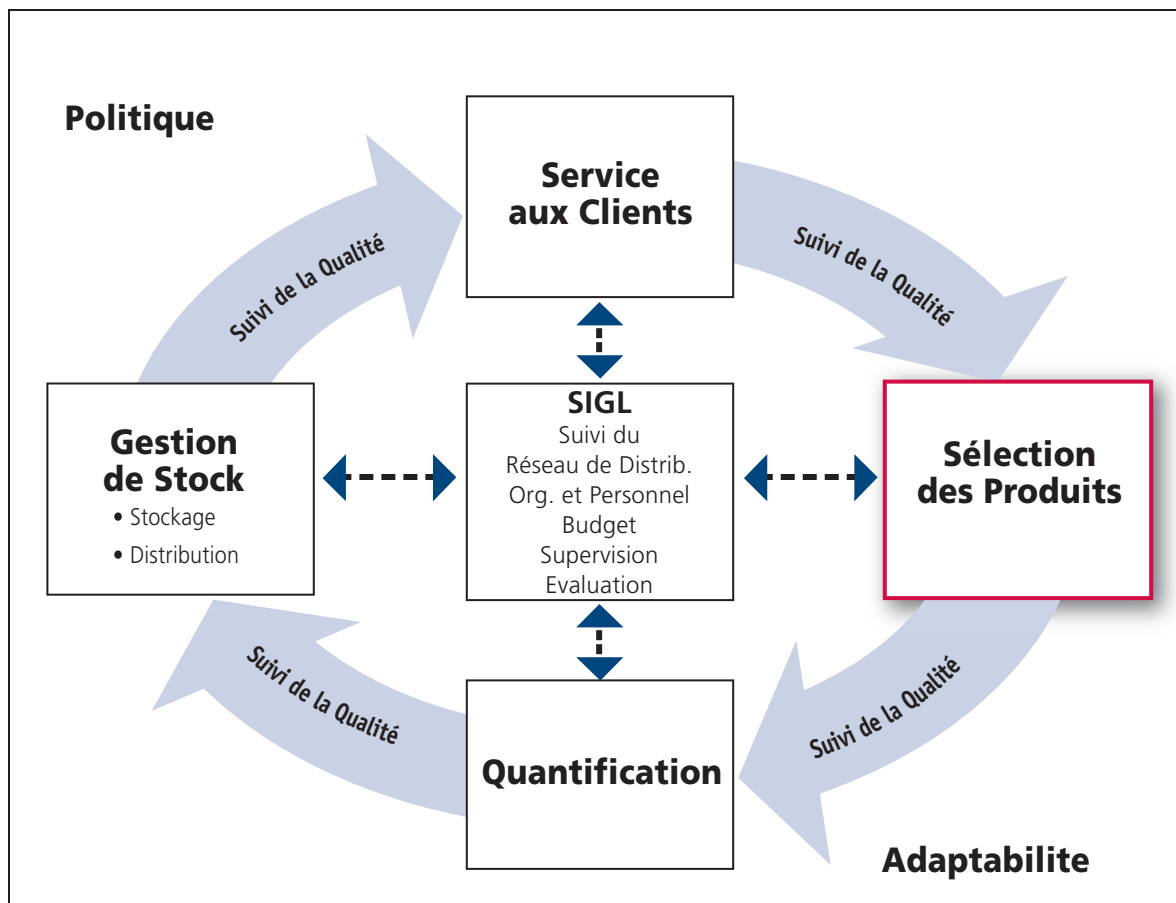 Politique
Service
aux Clients
Suivi de la Qualité
Suivi de la Qualité
Gestion
de Stock
• Stockage
• Distribution
SIGL
Suivi du
Réseau de Distrib.
Org. et Personnel
Budget
Supervision
Evaluation
Sélection
des Produits
Suivi de la Qualité
Suivi de la Qualité
Quantification
Adaptabilite